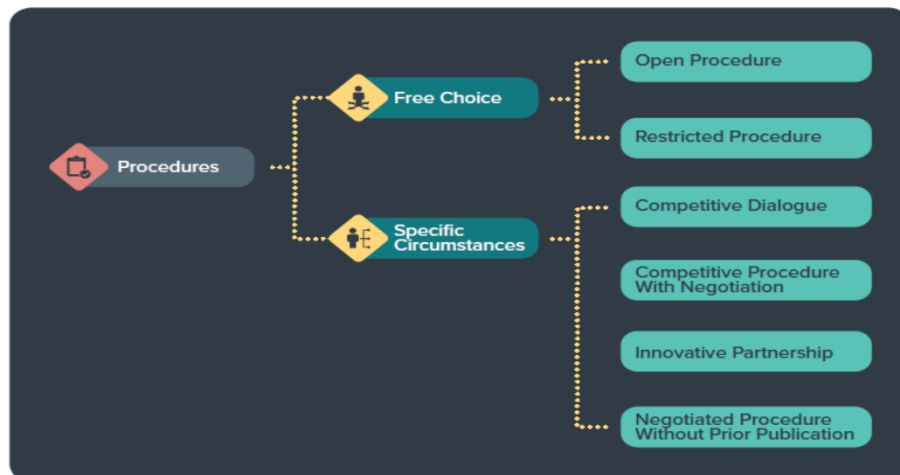 Procedures
Free Choice
Specific
Circumstances
Open Procedure
Restricted Procedure
Competitive Dialogue
Competitive Procedure
With Negotiation
Innovative Partnership
Negotiated Procedure
Without Prior Publication